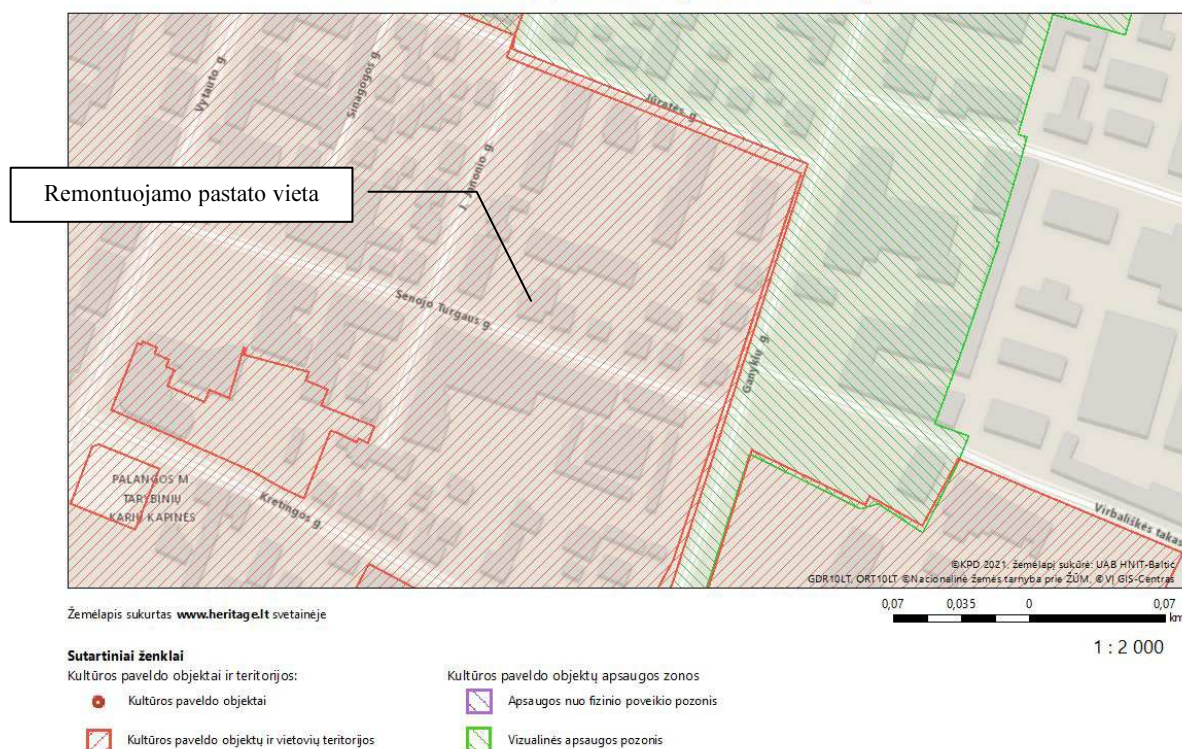 Jūratės g.
Vytauto g.
Sinagogos g.
J. Janonio g.
Remontuojamo pastato vieta
Senojo Turgaus g.
Ganyklų g.
PALANGOS M
TARYBINIŲ
KARIŲ KAPINĖS
Kretingos g.
Virbališkės takas
©KPD 2021, žemėlapį sukūrė: UAB HNIT-Baltic
GDR10LT, ORT10LT ©Nacionalinė žemės tarnyba prie ŽŪM, ©VĮ GIS-Centras
Žemėlapis sukurtas www.heritage.lt svetainėje
0,07 0,035 0 0,07
km
1 : 2 000
Sutartiniai ženklai
Kultūros paveldo objektai ir teritorijos:
Kultūros paveldo objektų apsaugos zonos
Kultūros paveldo objektai
Apsaugos nuo fizinio poveikio pozonis
Kultūros paveldo objektų ir vietovių teritorijos
Vizualinės apsaugos pozonis